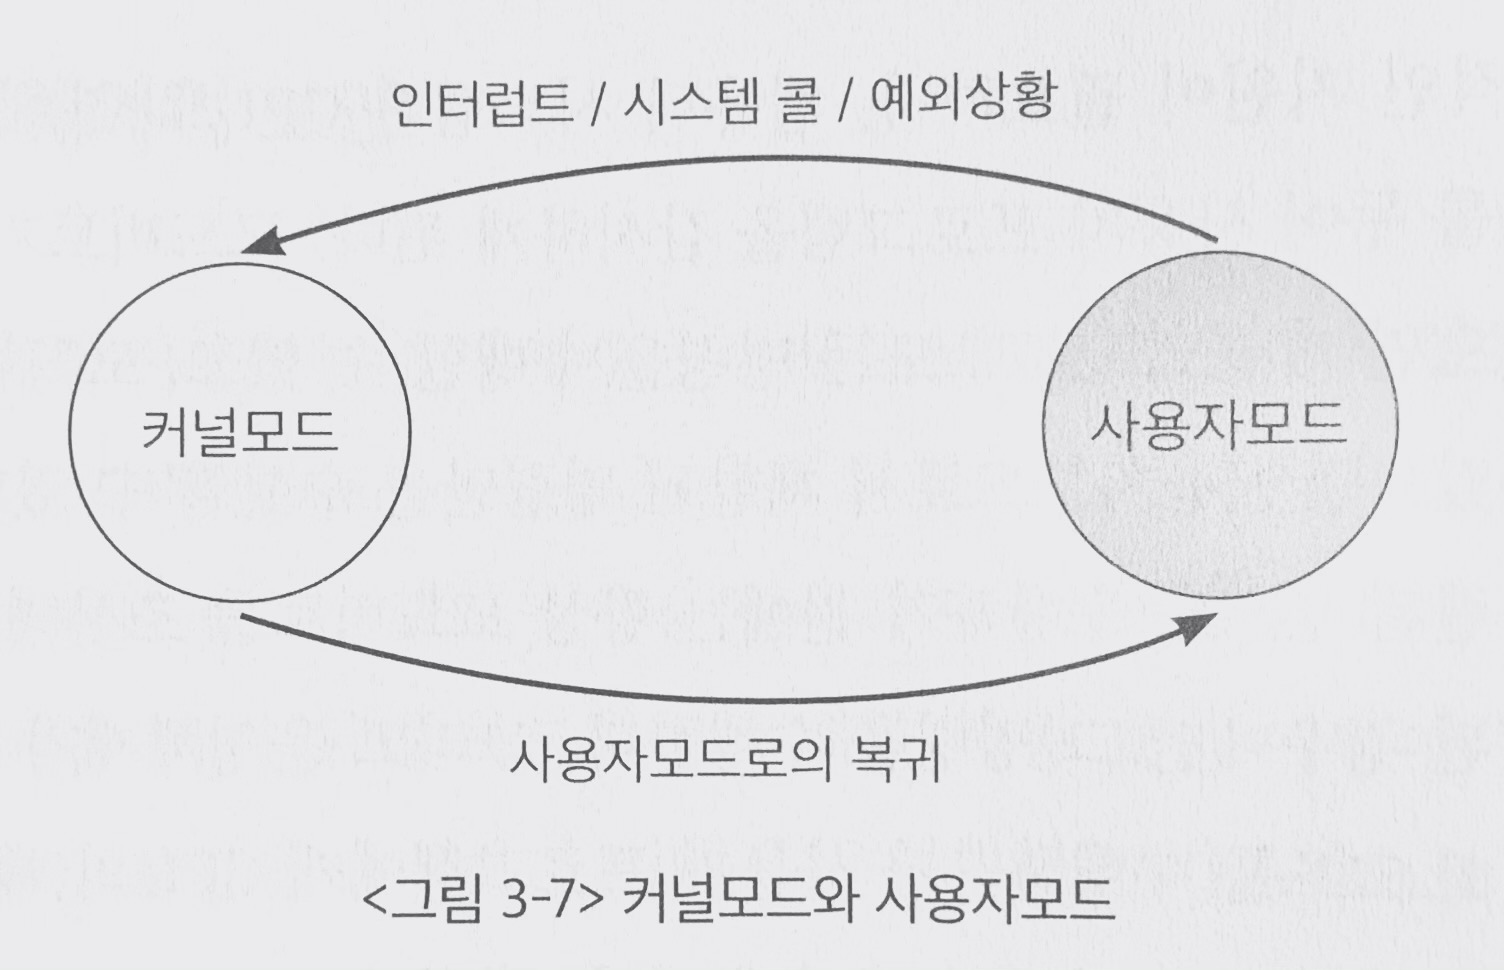 인터럽트 / 시스템 콜 / 예외상황
커널모드
사용자모드
사용자모드로의 복귀
<그림 3-7> 커널모드와 사용자모드